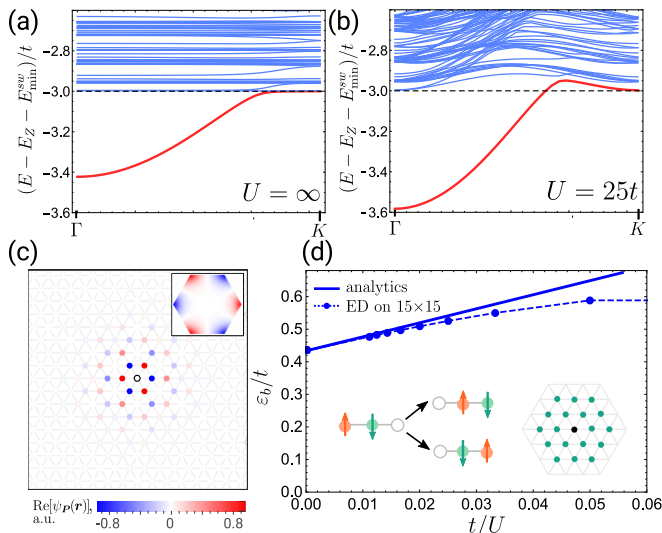 (a)
(E − E_Z − E^{sw}_{min})/t
−2.8
−3.0
−3.2
−3.4
−3.6
Γ
K
U = ∞
(b)
(E − E_Z − E^{sw}_{min})/t
−2.8
−3.0
−3.2
−3.4
−3.6
Γ
K
U = 25t
(c)
Re[ψ_P(r)],
a.u.
−0.8
0
0.8
(d)
ε_b/t
0.6
0.5
0.4
0.3
0.2
0.1
0.0
analytics
ED on 15×15
0.00
0.01
0.02
0.03
0.04
0.05
0.06
t/U